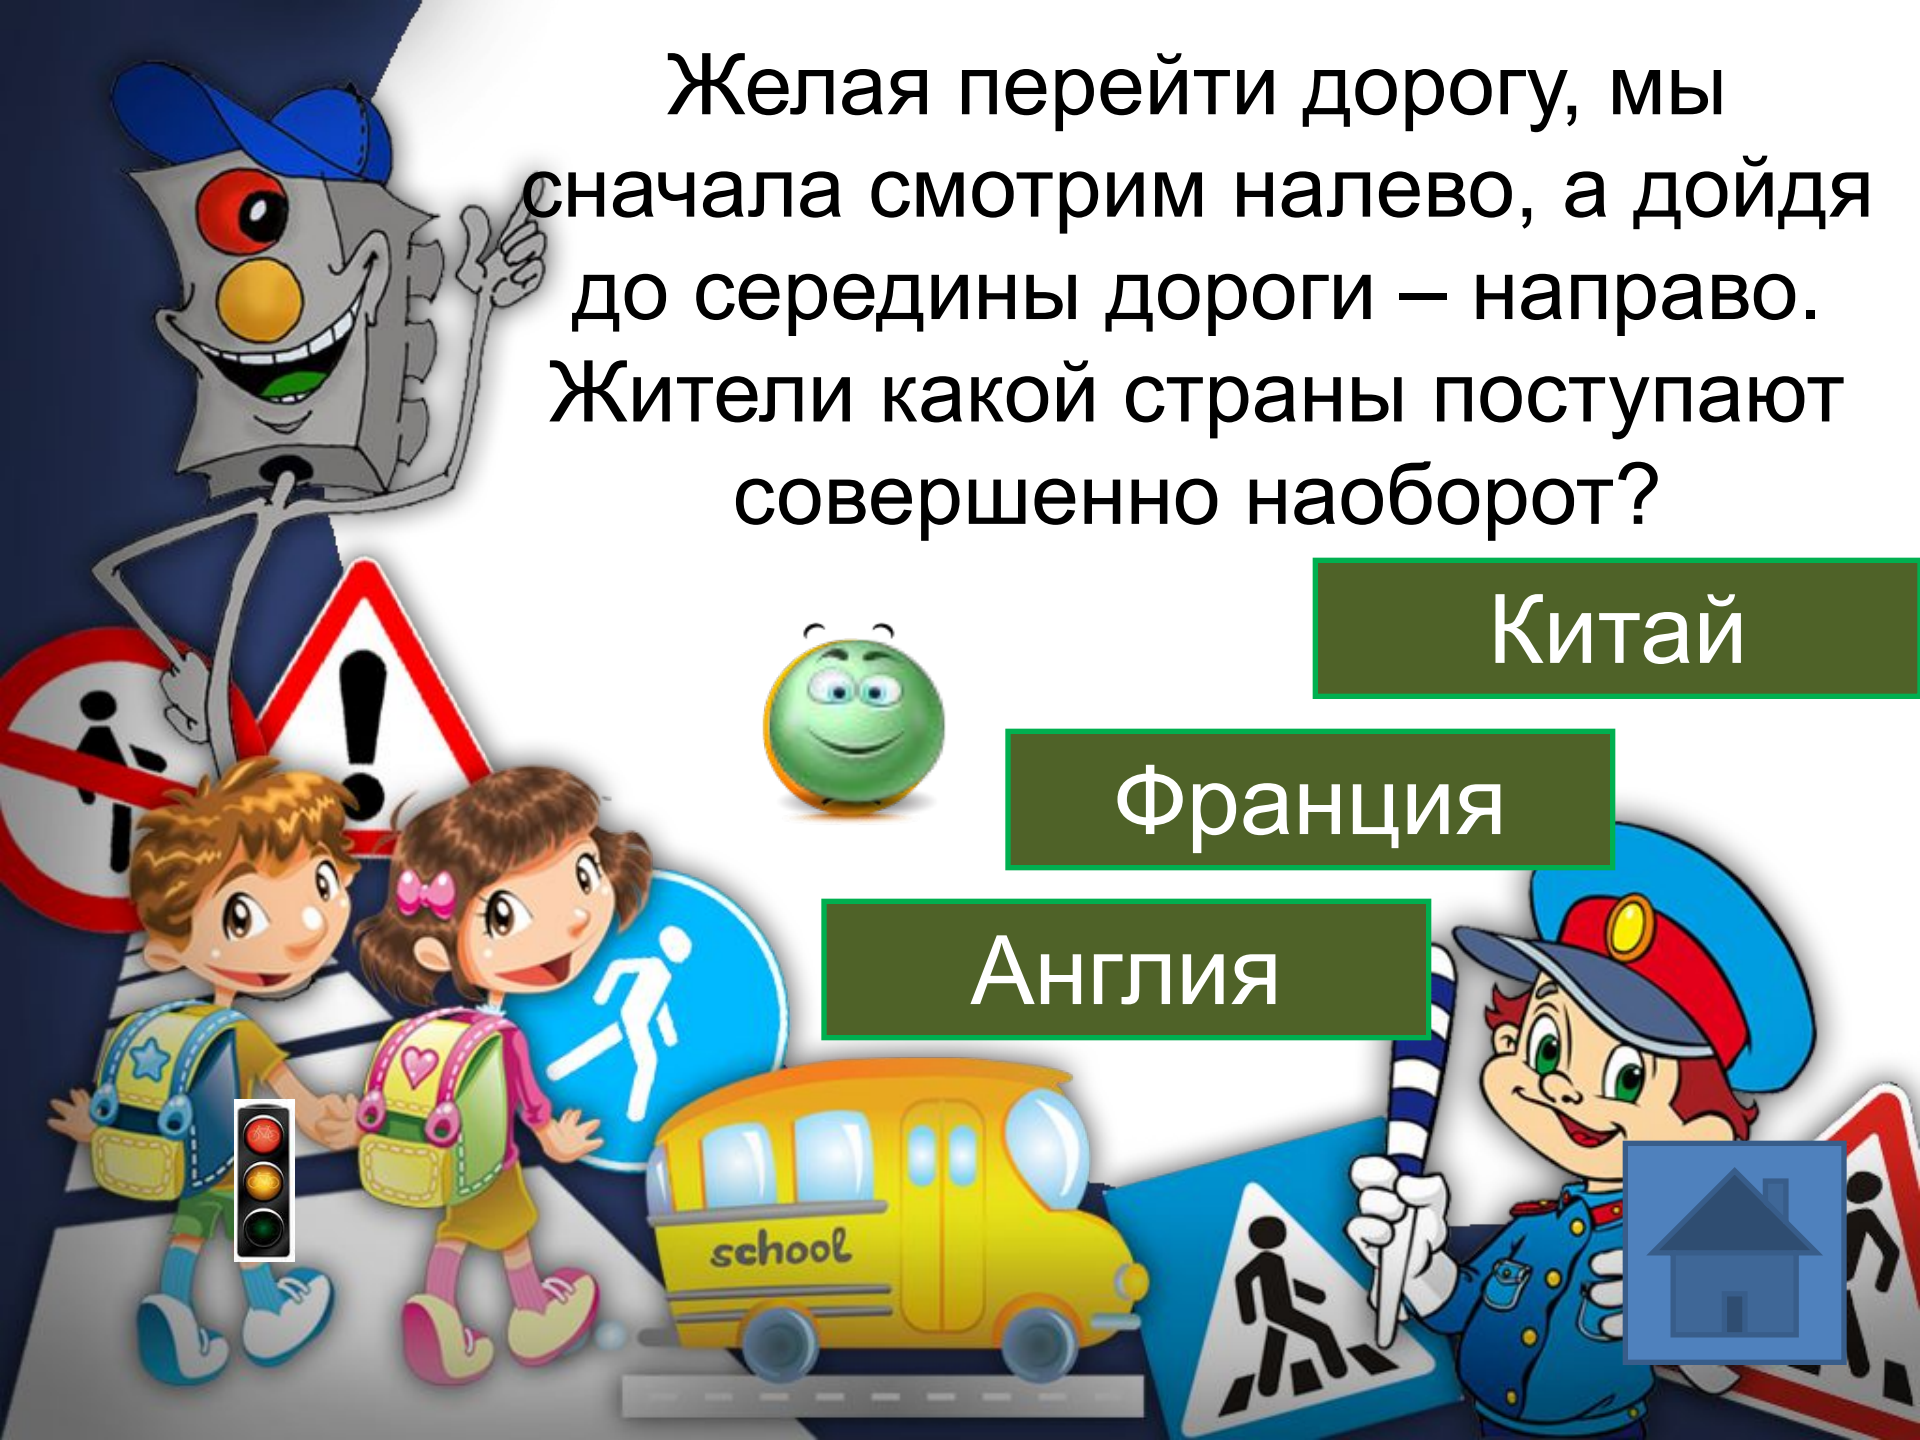 Желая перейти дорогу, мы
сначала смотрим налево, а дойдя
до середины дороги – направо.
Жители какой страны поступают
совершенно наоборот?
Китай
Франция
Англия
school